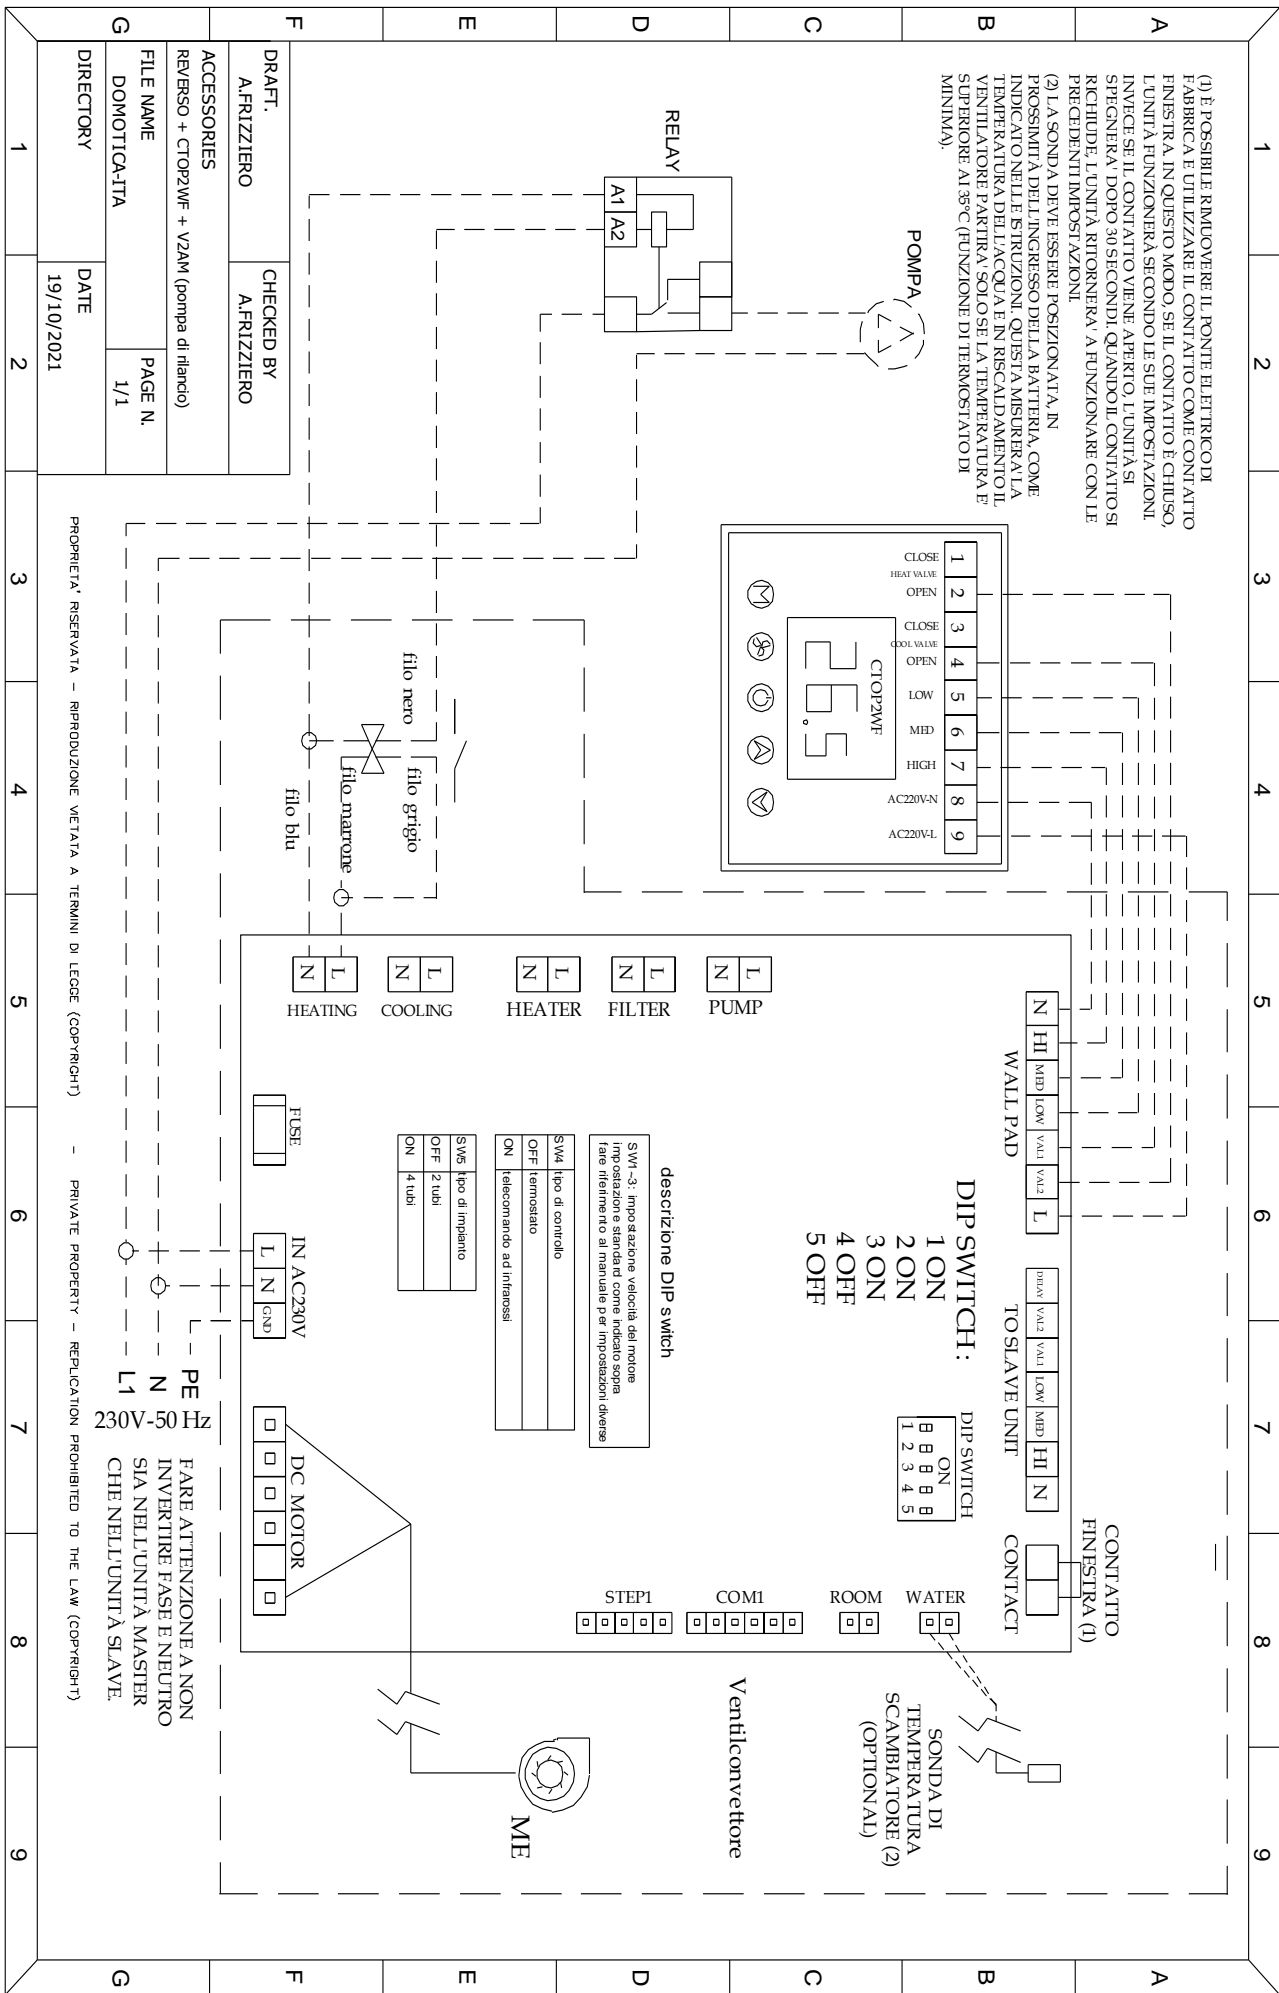 1 2 3 4 5 6 7 8 9
A
B
C
D
E
F
G
(1) È POSSIBILE RIMUOVERE IL PONTE ELETTRICO DI
FABBRICA E UTILIZZARE IL CONTATTO COME CONTATTO
FINESTRA. IN QUESTO MODO, SE IL CONTATTO È CHIUSO,
L'UNITÀ FUNZIONERÀ SECONDO LE SUE IMPOSTAZIONI.
INVECE SE IL CONTATTO VIENE APERTO, L'UNITÀ SI
SPEGNERA' DOPO 30 SECONDI. QUANDO IL CONTATTO SI
RICHIUDE, L'UNITÀ RITORNERA' A FUNZIONARE CON LE
PRECEDENTI IMPOSTAZIONI.
(2) LA SONDA DEVE ESSERE POSIZIONATA, IN
PROSSIMITÀ DELL'INGRESSO DELLA BATTERIA, COME
INDICATO NELLE ISTRUZIONI. QUESTA MISURERA' LA
TEMPERATURA DELL'ACQUA E IN RISCALDAMENTO IL
VENTILATORE PARTIRA' SOLO SE LA TEMPERATURA E'
SUPERIORE AI 35°C (FUNZIONE DI TERMOSTATO DI
MINIMA).
POMPA
RELAY
A1
A2
1 2 3 4 5 6 7 8 9
CLOSE
HEAT VALVE
OPEN
CLOSE
COOL VALVE
OPEN
LOW
MED
HIGH
AC220V-N
AC220V-L
CTOP2WF
26.5
M
filo nero
filo grigio
filo marrone
filo blu
N HI MED LOW VAL1 VAL2 L
WALL PAD
DELAY VAL2 VAL1 LOW MED HI N
TO SLAVE UNIT
CONTATTO
FINESTRA (1)
CONTACT
DIP SWITCH :
1 ON
2 ON
3 ON
4 OFF
5 OFF
DIP SWITCH
ON
1 2 3 4 5
WATER
ROOM
COM1
STEP1
SONDA DI
TEMPERATURA
SCAMBIATORE (2)
(OPTIONAL)
Ventilconvettore
ME
L
N
PUMP
L
N
FILTER
L
N
HEATER
L
N
COOLING
L
N
HEATING
descrizione DIP switch
SW1~3: impostazione velocità del motore
impostazione standard come indicato sopra
fare riferimento al manuale per impostazioni diverse
SW4 tipo di controllo
OFF termostato
ON telecomando ad infrarossi
SW5 tipo di impianto
OFF 2 tubi
ON 4 tubi
FUSE
IN AC230V
L N GND
DC MOTOR
PE
N
L1
230V-50 Hz
FARE ATTENZIONE A NON
INVERTIRE FASE E NEUTRO
SIA NELL'UNITÀ MASTER
CHE NELL'UNITÀ SLAVE.
DRAFT.
A.FRIZZIERO
CHECKED BY
A.FRIZZIERO
ACCESSORIES
REVERSO + CTOP2WF + V2AM (pompa di rilancio)
FILE NAME
DOMOTICA-ITA
PAGE N.
1/1
DIRECTORY
DATE
19/10/2021
PROPRIETA' RISERVATA - RIPRODUZIONE VIETATA A TERMINI DI LEGGE (COPYRIGHT) - PRIVATE PROPERTY - REPLICATION PROHIBITED TO THE LAW (COPYRIGHT)
1 2 3 4 5 6 7 8 9
A
B
C
D
E
F
G